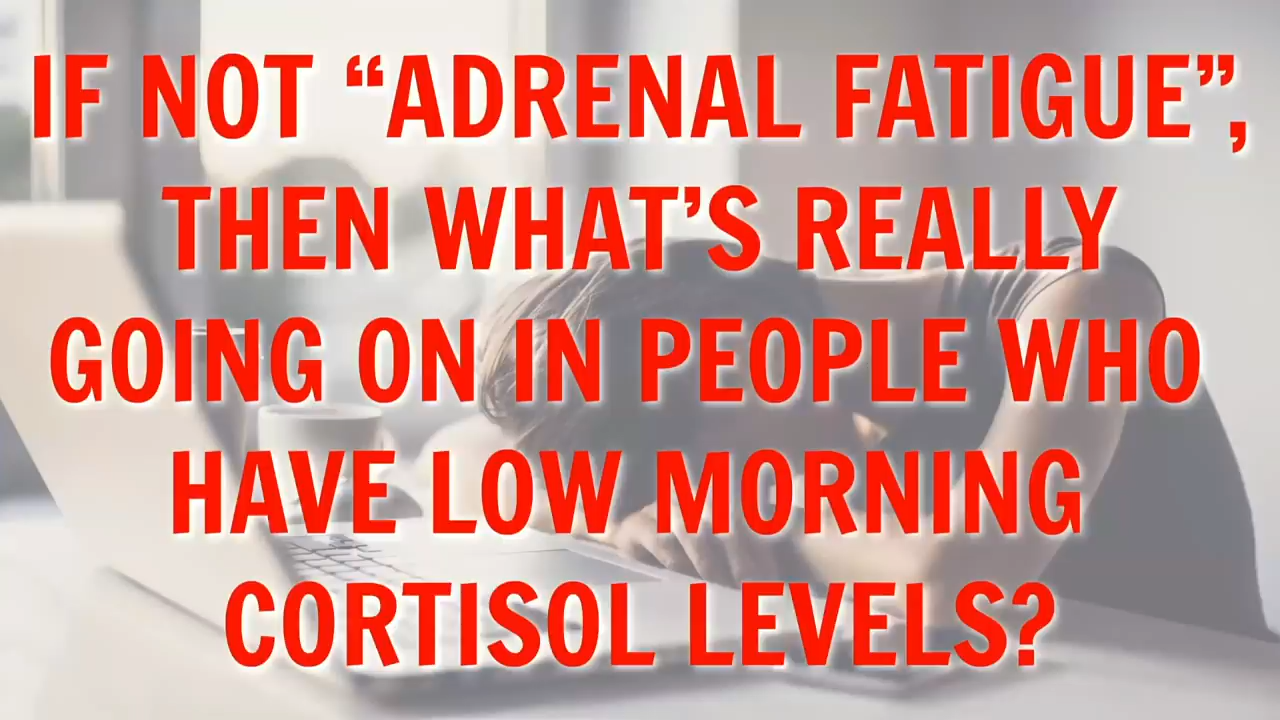 IF NOT “ADRENAL FATIGUE”,
THEN WHAT’S REALLY
GOING ON IN PEOPLE WHO
HAVE LOW MORNING
CORTISOL LEVELS?